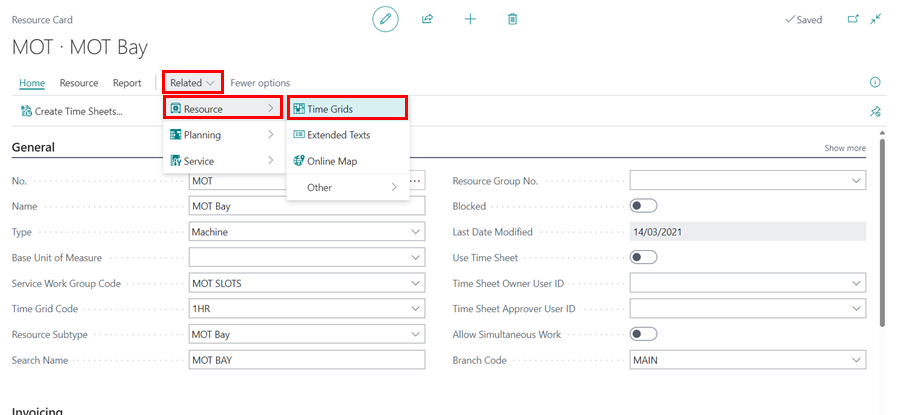 Resource Card
Saved
MOT · MOT Bay
Home Resource Report Related Fewer options
Create Time Sheets...
Resource Time Grids
Planning Extended Texts
Service Online Map
Other
General Show more
No. MOT ...
Name MOT Bay
Type Machine
Base Unit of Measure
Service Work Group Code MOT SLOTS
Time Grid Code 1HR
Resource Subtype MOT Bay
Search Name MOT BAY
Resource Group No.
Blocked
Last Date Modified 14/03/2021
Use Time Sheet
Time Sheet Owner User ID
Time Sheet Approver User ID
Allow Simultaneous Work
Branch Code MAIN
Invoicing